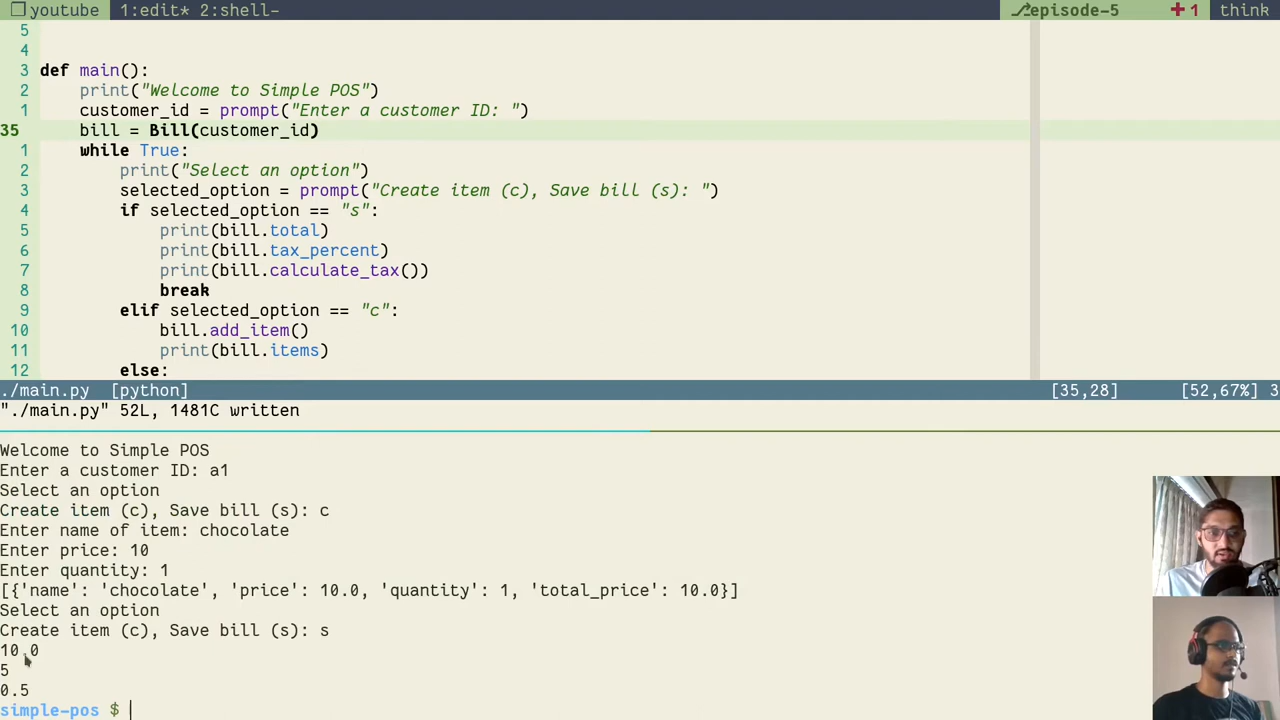 ❐ youtube 1:edit* 2:shell- ⎇episode-5 ✚ 1 think
5
4
3 def main():
2 print("Welcome to Simple POS")
1 customer_id = prompt("Enter a customer ID: ")
35 bill = Bill(customer_id)
1 while True:
2 print("Select an option")
3 selected_option = prompt("Create item (c), Save bill (s): ")
4 if selected_option == "s":
5 print(bill.total)
6 print(bill.tax_percent)
7 print(bill.calculate_tax())
8 break
9 elif selected_option == "c":
10 bill.add_item()
11 print(bill.items)
12 else:
./main.py [python] [35,28] [52,67%] 3
"./main.py" 52L, 1481C written
Welcome to Simple POS
Enter a customer ID: a1
Select an option
Create item (c), Save bill (s): c
Enter name of item: chocolate
Enter price: 10
Enter quantity: 1
[{'name': 'chocolate', 'price': 10.0, 'quantity': 1, 'total_price': 10.0}]
Select an option
Create item (c), Save bill (s): s
10.0
5
0.5
simple-pos $